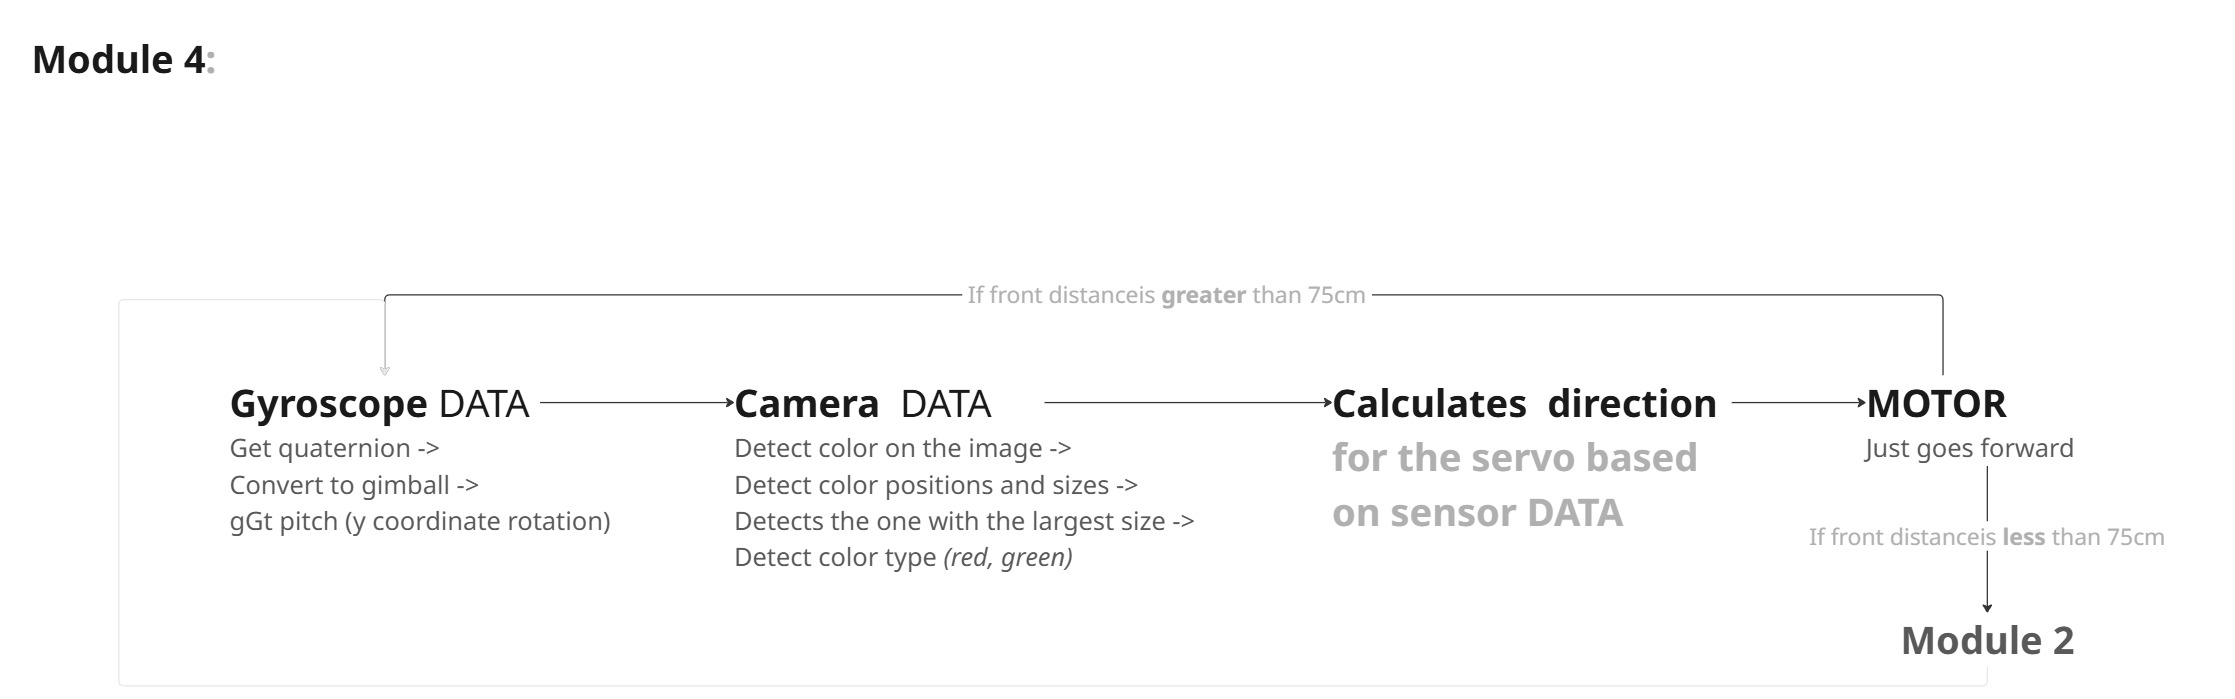 Module 4:
If front distanceis greater than 75cm
Gyroscope DATA
Get quaternion ->
Convert to gimball ->
gGt pitch (y coordinate rotation)
Camera DATA
Detect color on the image ->
Detect color positions and sizes ->
Detects the one with the largest size ->
Detect color type (red, green)
Calculates direction
for the servo based
on sensor DATA
MOTOR
Just goes forward
If front distanceis less than 75cm
Module 2